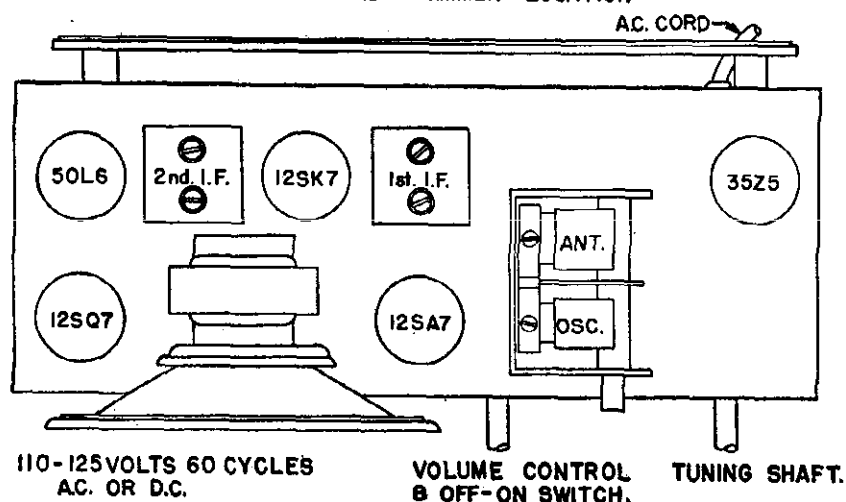 LOCATION
A.C. CORD
50L6
2nd. I.F.
12SK7
1st. I.F.
35Z5
ANT.
12SQ7
12SA7
OSC.
110-125 VOLTS 60 CYCLES
A.C. OR D.C.
VOLUME CONTROL
& OFF-ON SWITCH.
TUNING SHAFT.